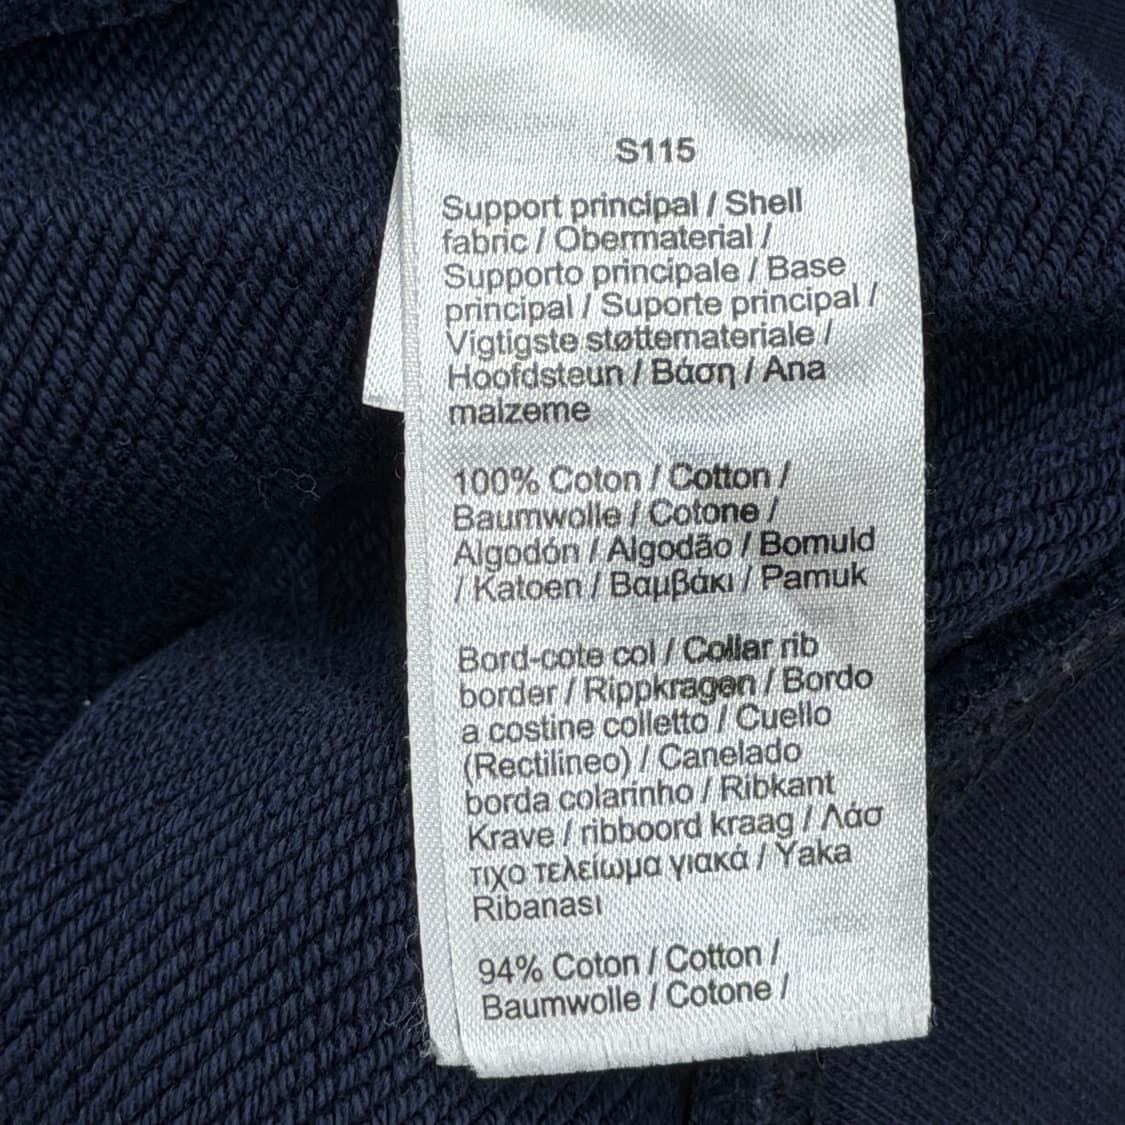 S115
Support principal / Shell
fabric / Obermaterial /
Supporto principale / Base
principal / Suporte principal /
Vigtigste støttemateriale /
Hoofdsteun / Βάση / Ana
malzeme
100% Coton / Cotton /
Baumwolle / Cotone /
Algodón / Algodão / Bomuld
/ Katoen / Βαμβάκι / Pamuk
Bord-cote col / Collar rib
border / Rippkragen / Bordo
a costine colletto / Cuello
(Rectilineo) / Canelado
borda colarinho / Ribkant
Krave / ribboord kraag / Λάσ
τιχο τελείωμα γιακά / Yaka
Ribanası
94% Coton / Cotton /
Baumwolle / Cotone /